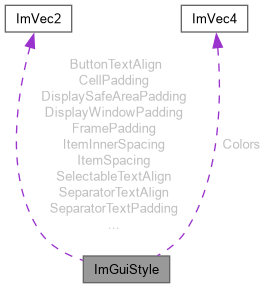 ImVec2
ImVec4
ButtonTextAlign
CellPadding
DisplaySafeAreaPadding
DisplayWindowPadding
FramePadding
ItemInnerSpacing
ItemSpacing
SelectableTextAlign
SeparatorTextAlign
SeparatorTextPadding
...
Colors
ImGuiStyle